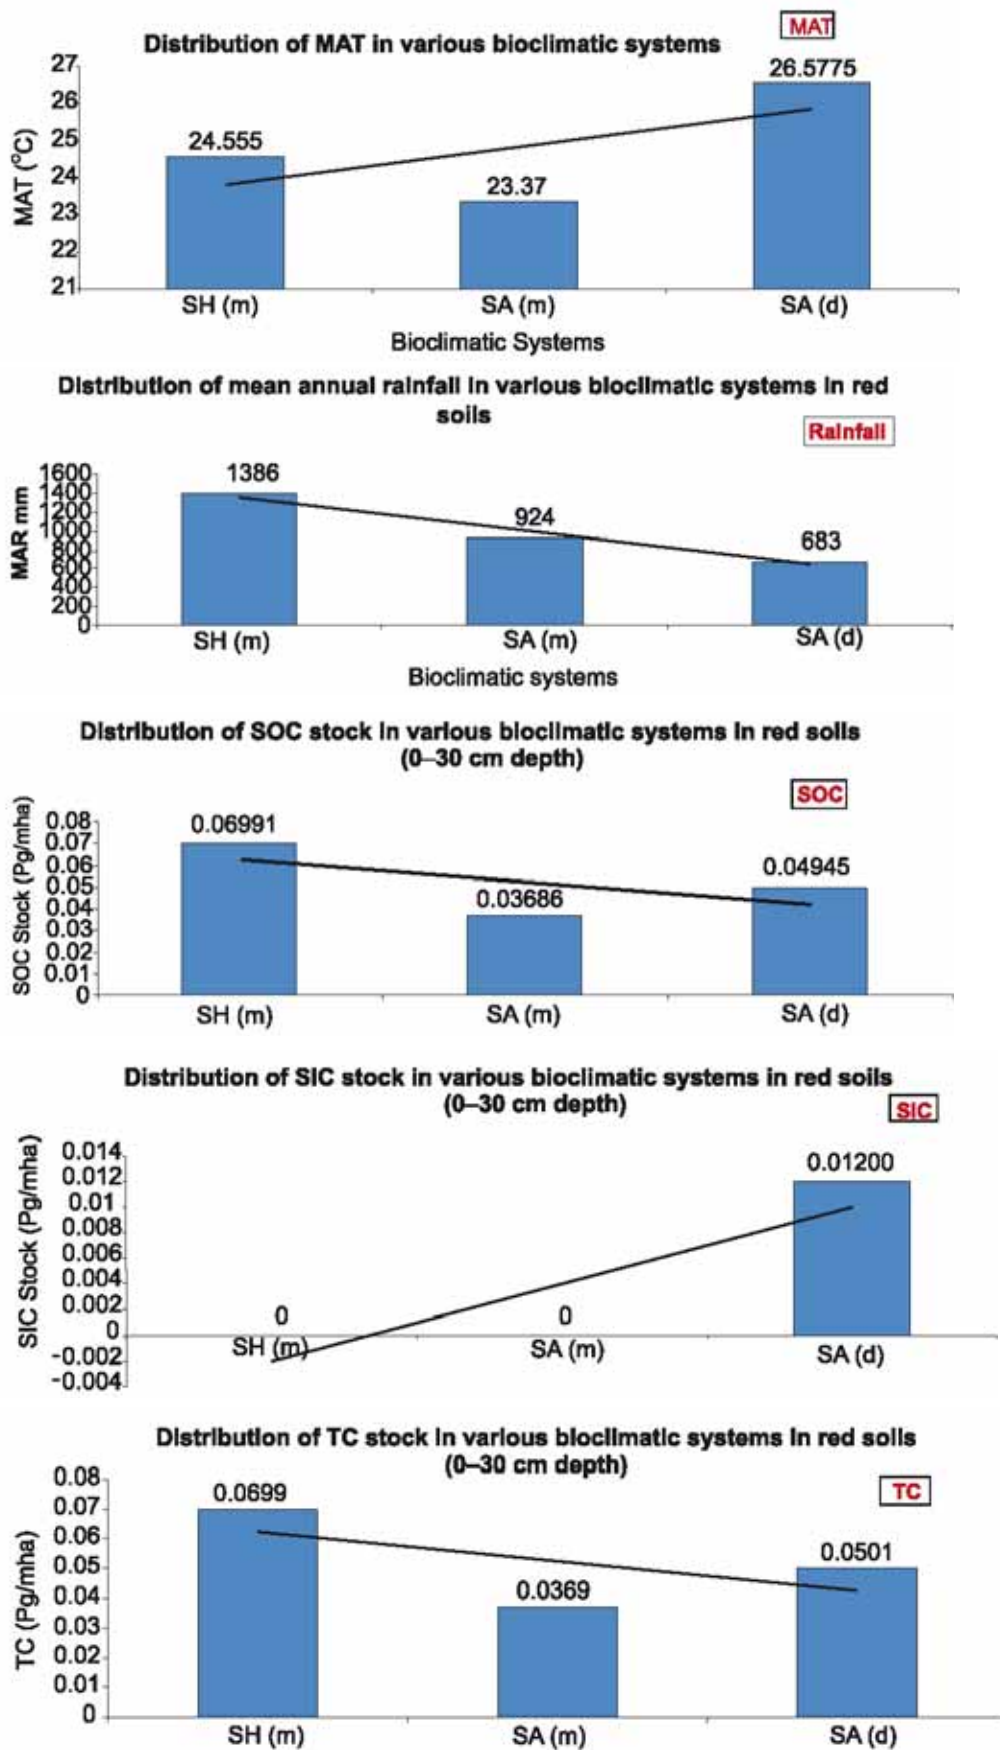 MAT
Distribution of MAT in various bioclimatic systems
MAT (°C)
27
26
25
24
23
22
21
24.555
23.37
26.5775
SH (m) SA (m) SA (d)
Bioclimatic Systems
Distribution of mean annual rainfall in various bioclimatic systems in red
soils
Rainfall
MAR mm
1600
1400
1200
1000
800
600
400
200
0
1386
924
683
SH (m) SA (m) SA (d)
Bioclimatic systems
Distribution of SOC stock in various bioclimatic systems in red soils
(0–30 cm depth)
SOC
SOC Stock (Pg/mha)
0.08
0.07
0.06
0.05
0.04
0.03
0.02
0.01
0
0.06991
0.03686
0.04945
SH (m) SA (m) SA (d)
Distribution of SIC stock in various bioclimatic systems in red soils
(0–30 cm depth)
SIC
SIC Stock (Pg/mha)
0.014
0.012
0.01
0.008
0.006
0.004
0.002
0
-0.002
-0.004
0
0
0.01200
SH (m) SA (m) SA (d)
Distribution of TC stock in various bioclimatic systems in red soils
(0–30 cm depth)
TC
TC (Pg/mha)
0.08
0.07
0.06
0.05
0.04
0.03
0.02
0.01
0
0.0699
0.0369
0.0501
SH (m) SA (m) SA (d)